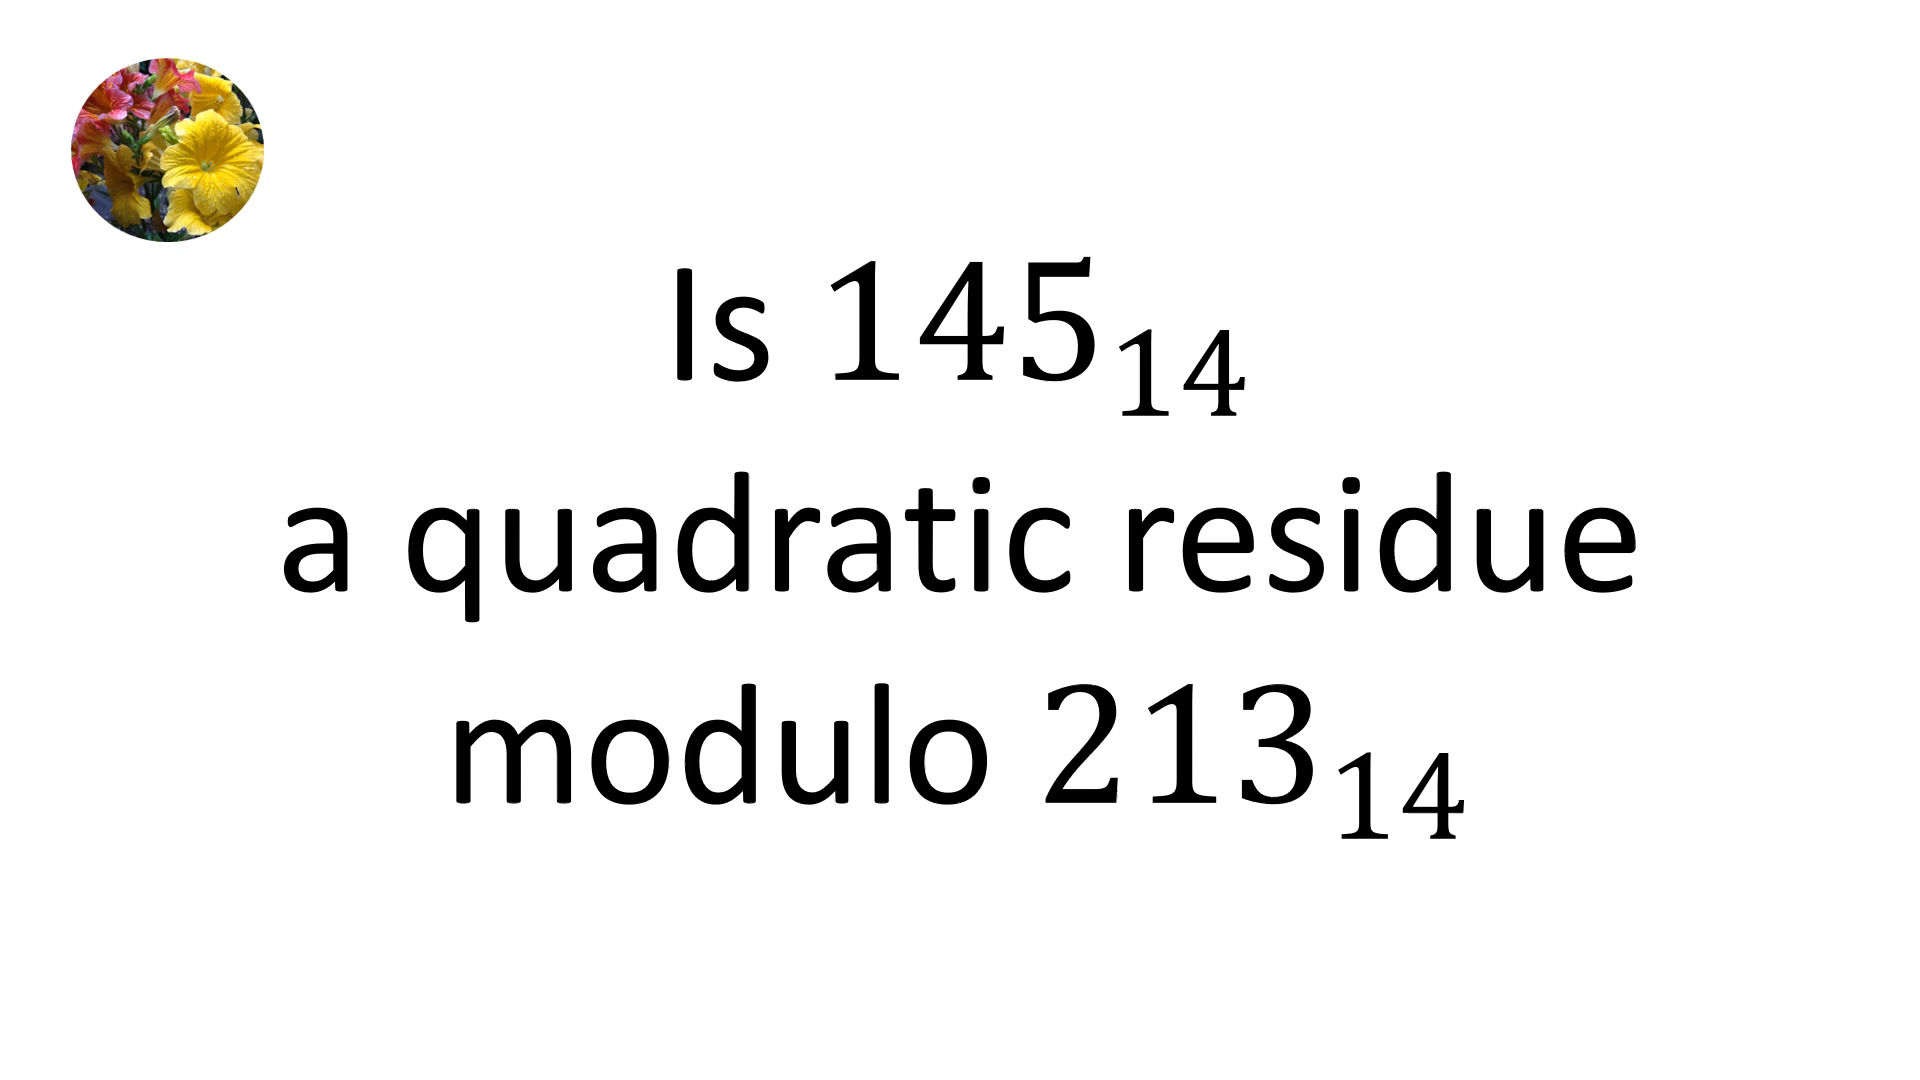 Is 145₁₄
a quadratic residue
modulo 213₁₄